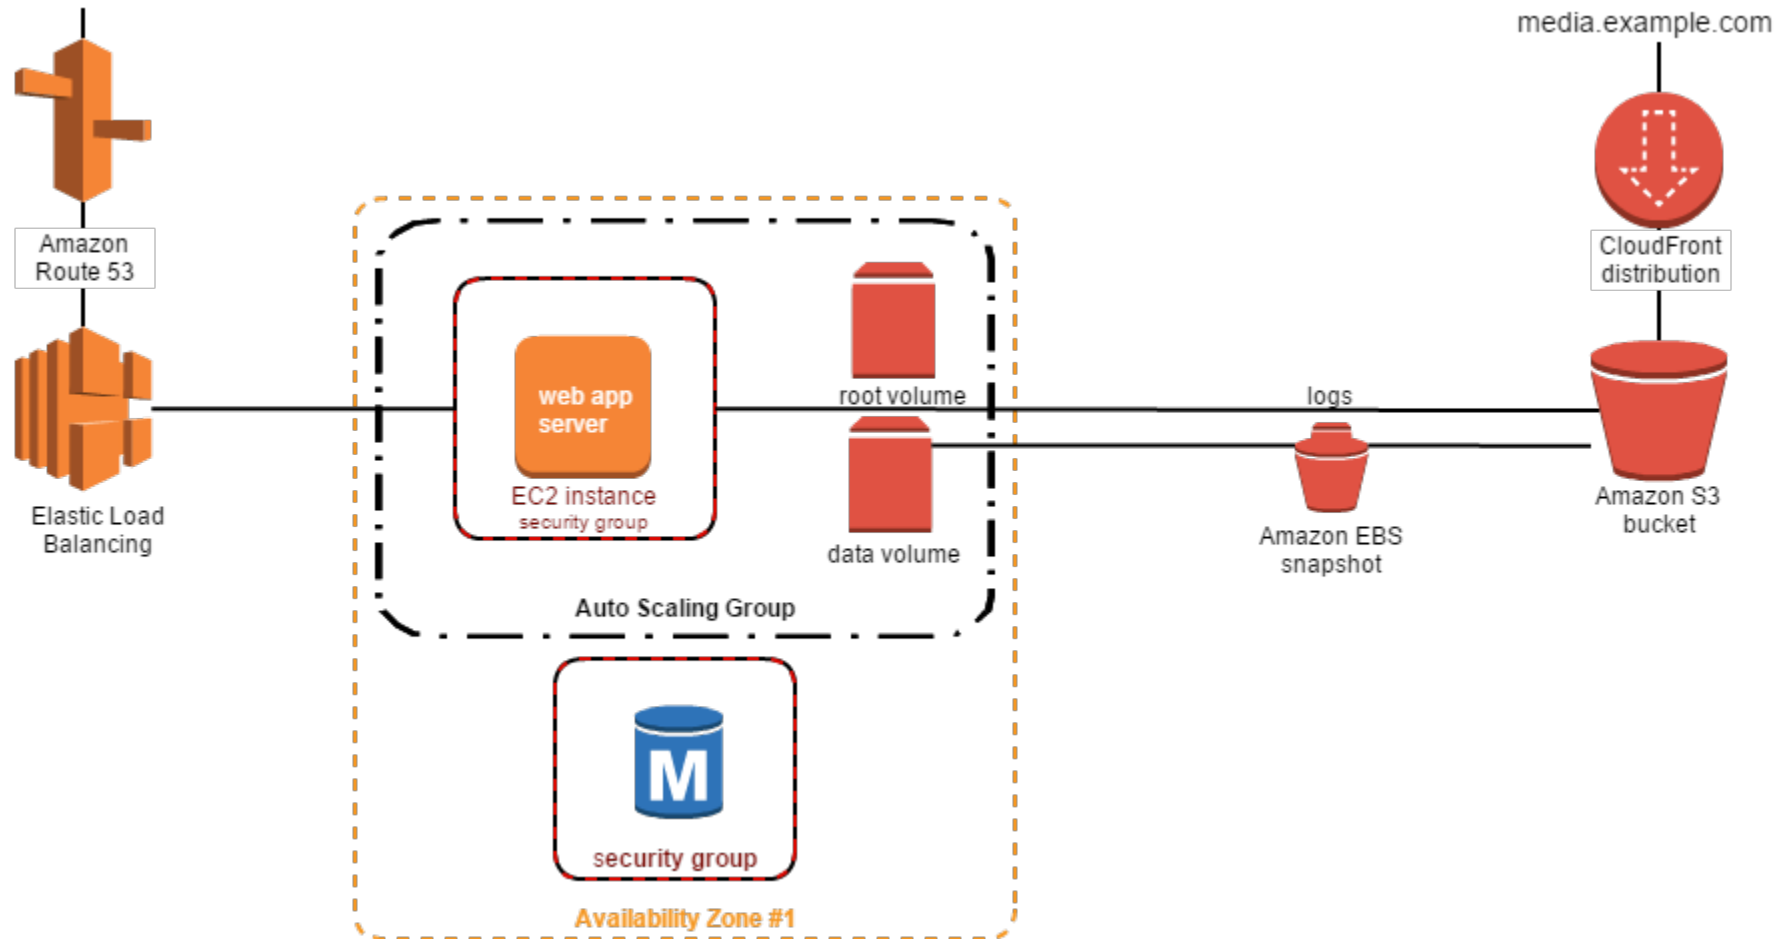 media.example.com
Amazon
Route 53
CloudFront
distribution
web app
server
EC2 instance
security group
root volume
data volume
logs
Elastic Load
Balancing
Amazon EBS
snapshot
Amazon S3
bucket
Auto Scaling Group
M
security group
Availability Zone #1